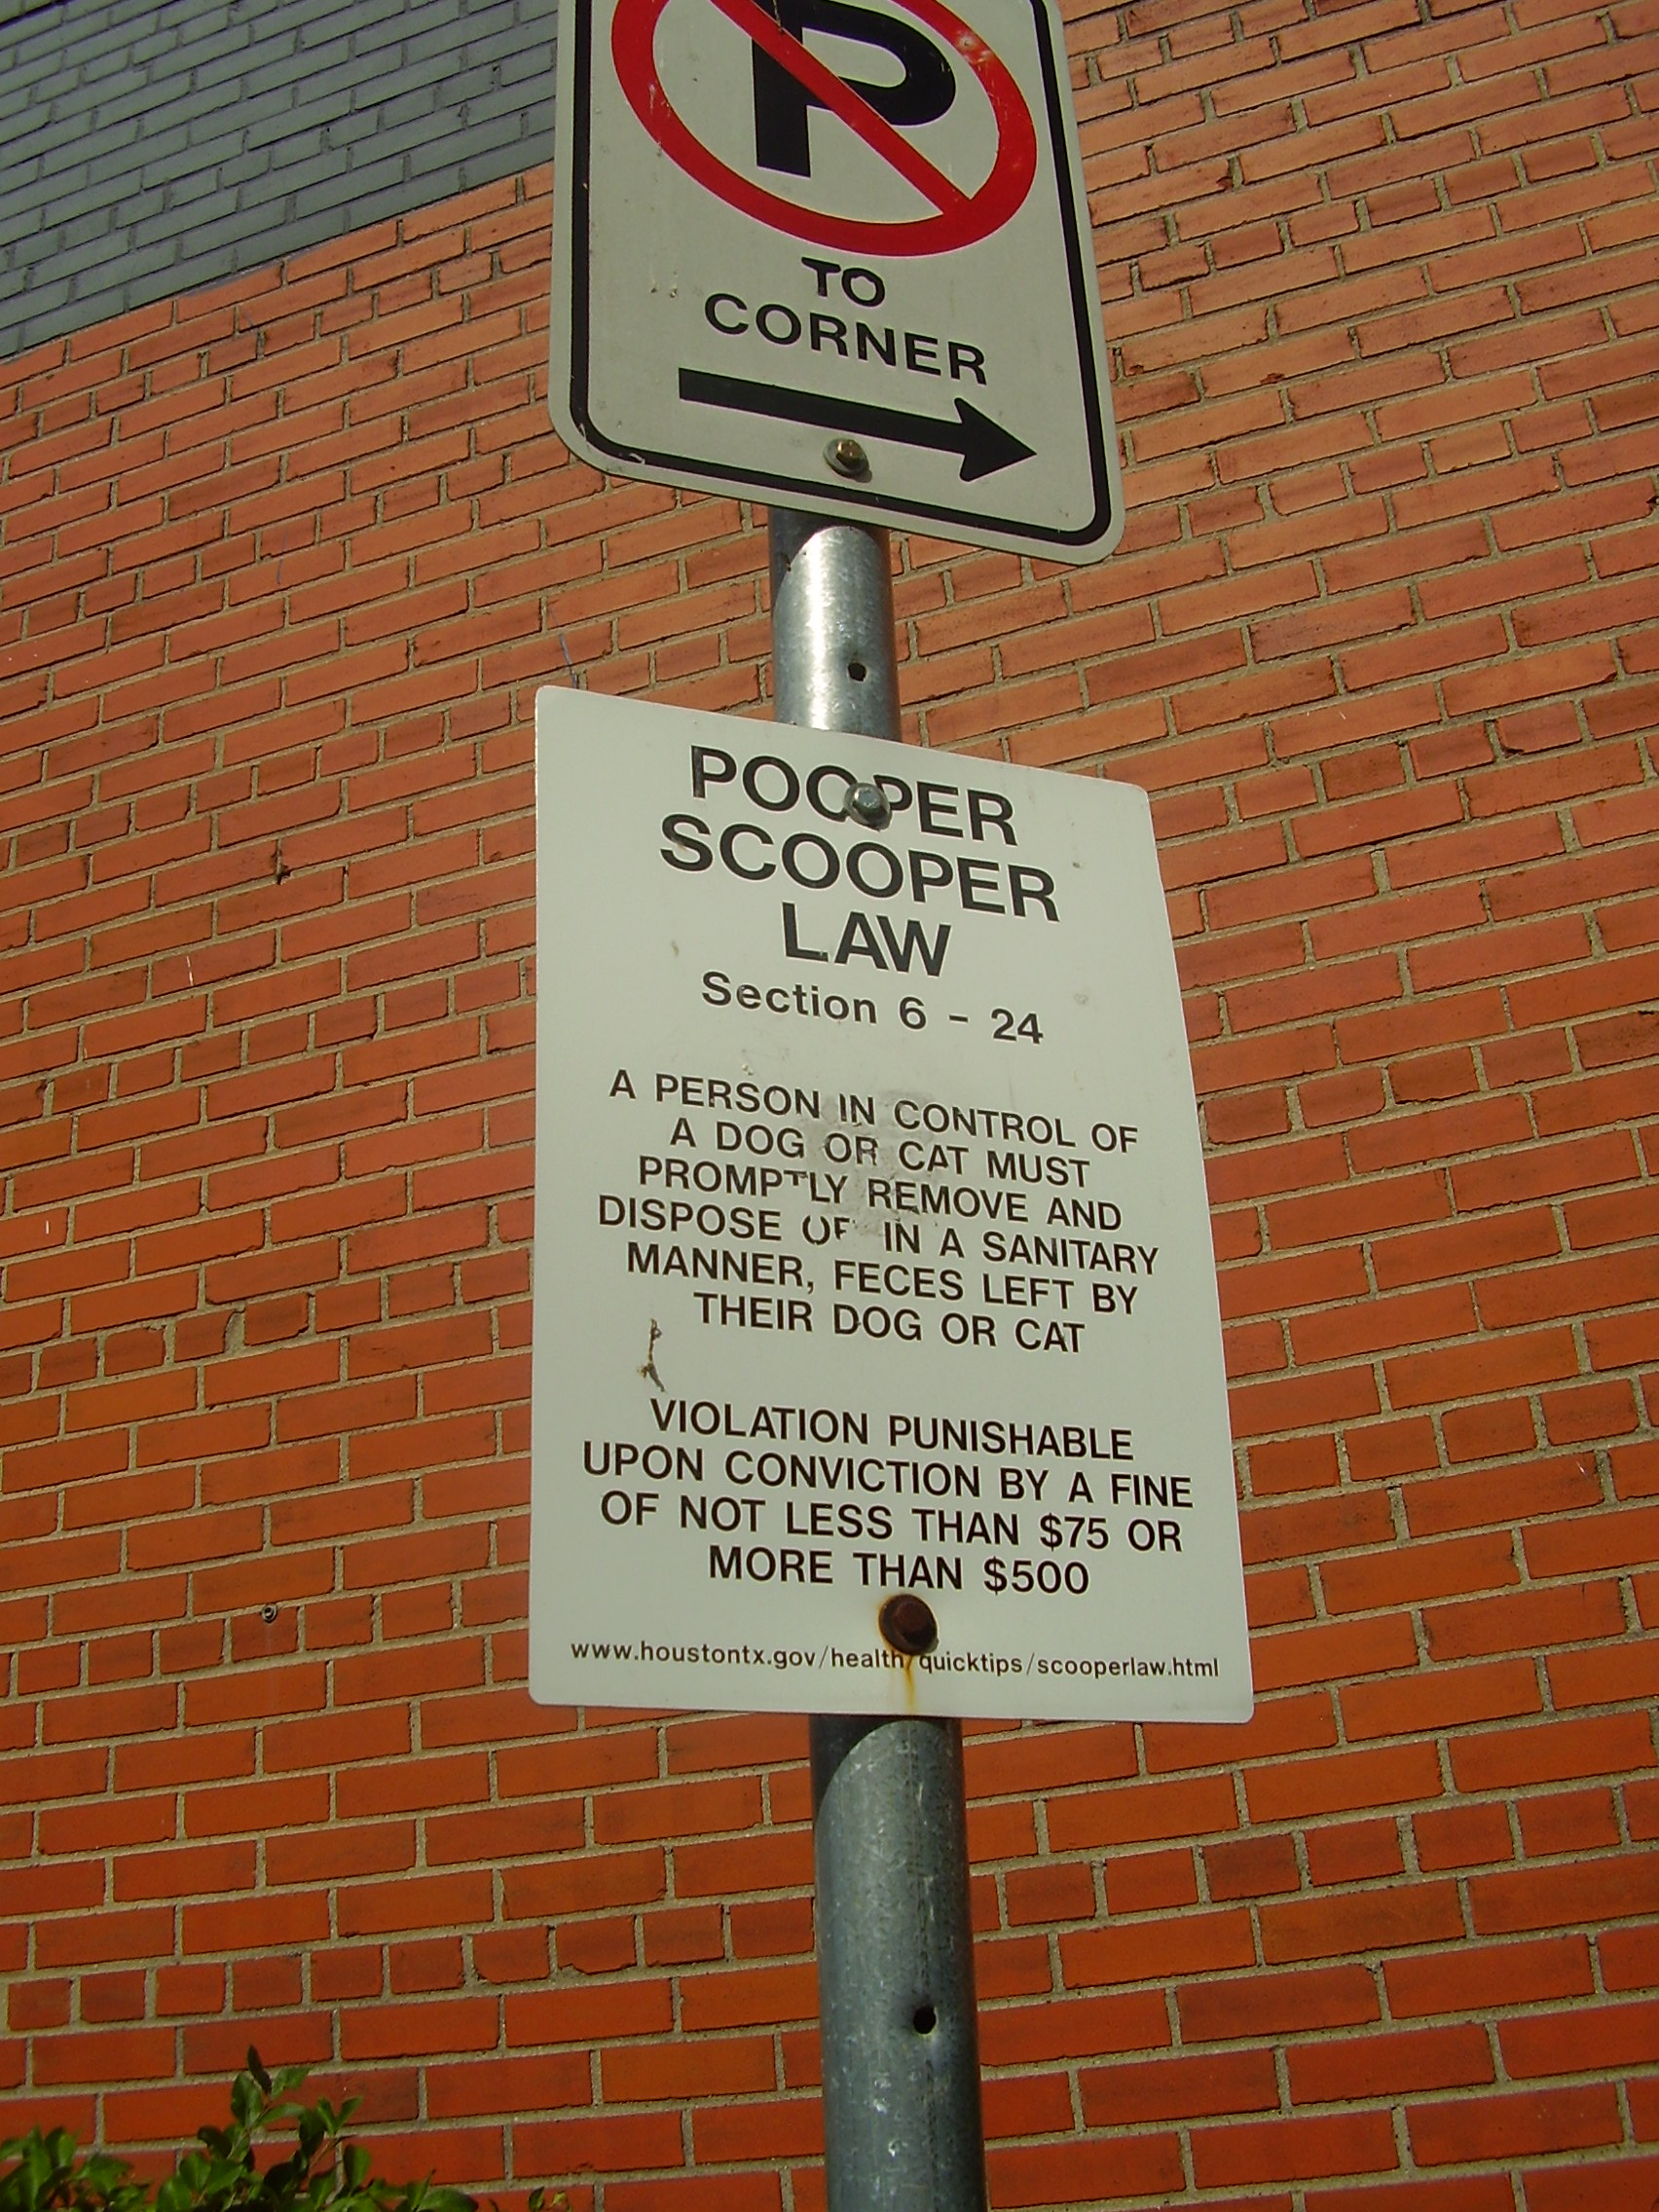 P
TO
CORNER
POOPER
SCOOPER
LAW
Section 6 - 24
A PERSON IN CONTROL OF
A DOG OR CAT MUST
PROMPTLY REMOVE AND
DISPOSE OF IN A SANITARY
MANNER, FECES LEFT BY
THEIR DOG OR CAT
VIOLATION PUNISHABLE
UPON CONVICTION BY A FINE
OF NOT LESS THAN $75 OR
MORE THAN $500
www.houstontx.gov/health/quicktips/scooperlaw.html